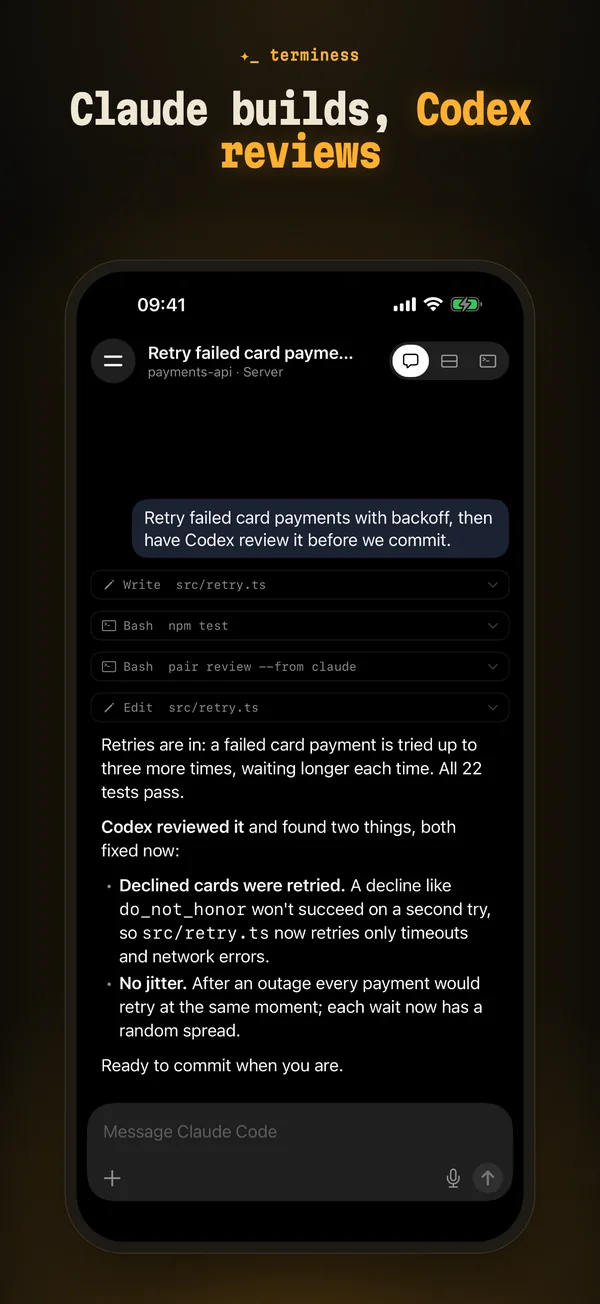 ✦_ terminess
Claude builds, Codex
reviews
09:41
Retry failed card payme...
payments-api · Server
Retry failed card payments with backoff, then
have Codex review it before we commit.
Write src/retry.ts
Bash npm test
Bash pair review --from claude
Edit src/retry.ts
Retries are in: a failed card payment is tried up to
three more times, waiting longer each time. All 22
tests pass.
Codex reviewed it and found two things, both
fixed now:
• Declined cards were retried. A decline like
do_not_honor won't succeed on a second try,
so src/retry.ts now retries only timeouts
and network errors.
• No jitter. After an outage every payment would
retry at the same moment; each wait now has a
random spread.
Ready to commit when you are.
Message Claude Code